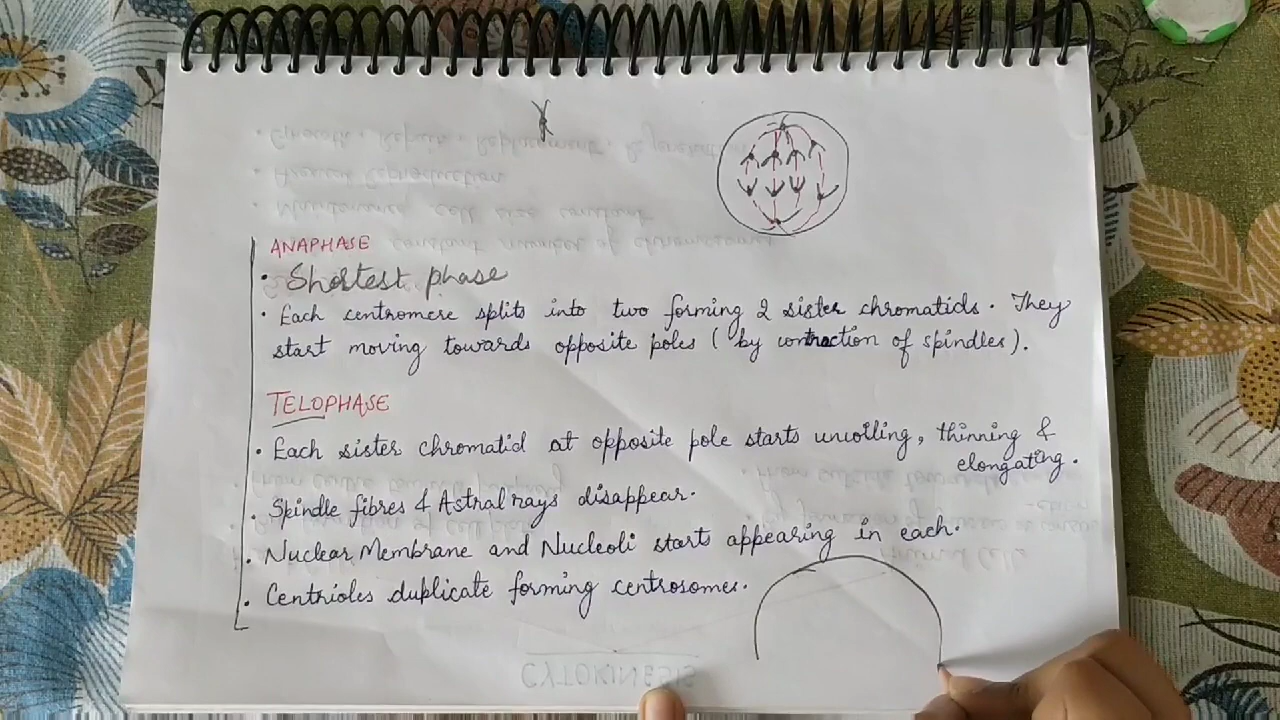 ANAPHASE
• Shortest phase
• Each centromere splits into two forming 2 sister chromatids. They
start moving towards opposite poles (by contraction of spindles).
TELOPHASE
• Each sister chromatid at opposite pole starts uncoiling, thinning &
elongating.
• Spindle fibres & Astral rays disappear.
• Nuclear Membrane and Nucleoli starts appearing in each.
• Centrioles duplicate forming centrosomes.
CYTOKINESIS